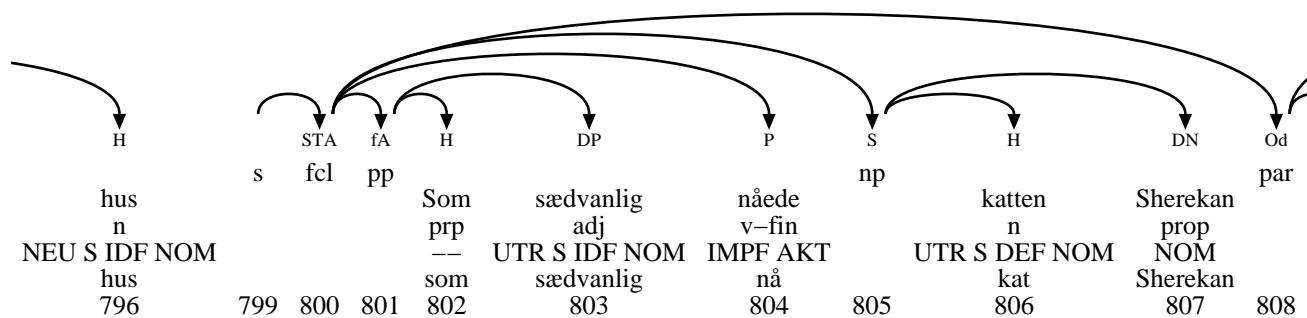 H STA fA H DP P S H DN Od
s fcl pp np par
hus Som sædvanlig nåede katten Sherekan
n prp adj v−fin n prop
NEU S IDF NOM −− UTR S IDF NOM IMPF AKT UTR S DEF NOM NOM
hus som sædvanlig nå kat Sherekan
796 799 800 801 802 803 804 805 806 807 808